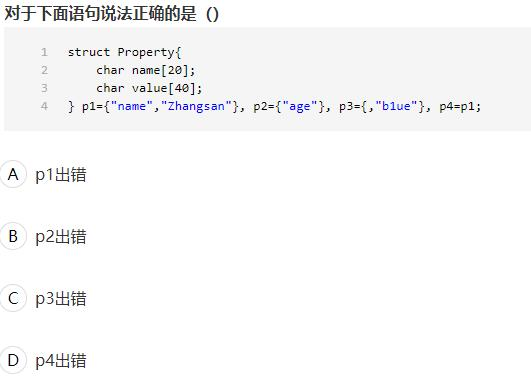 对于下面语句说法正确的是 ()
1 struct Property{
2 char name[20];
3 char value[40];
4 } p1={"name","Zhangsan"}, p2={"age"}, p3={,"b1ue"}, p4=p1;
A p1出错
B p2出错
C p3出错
D p4出错